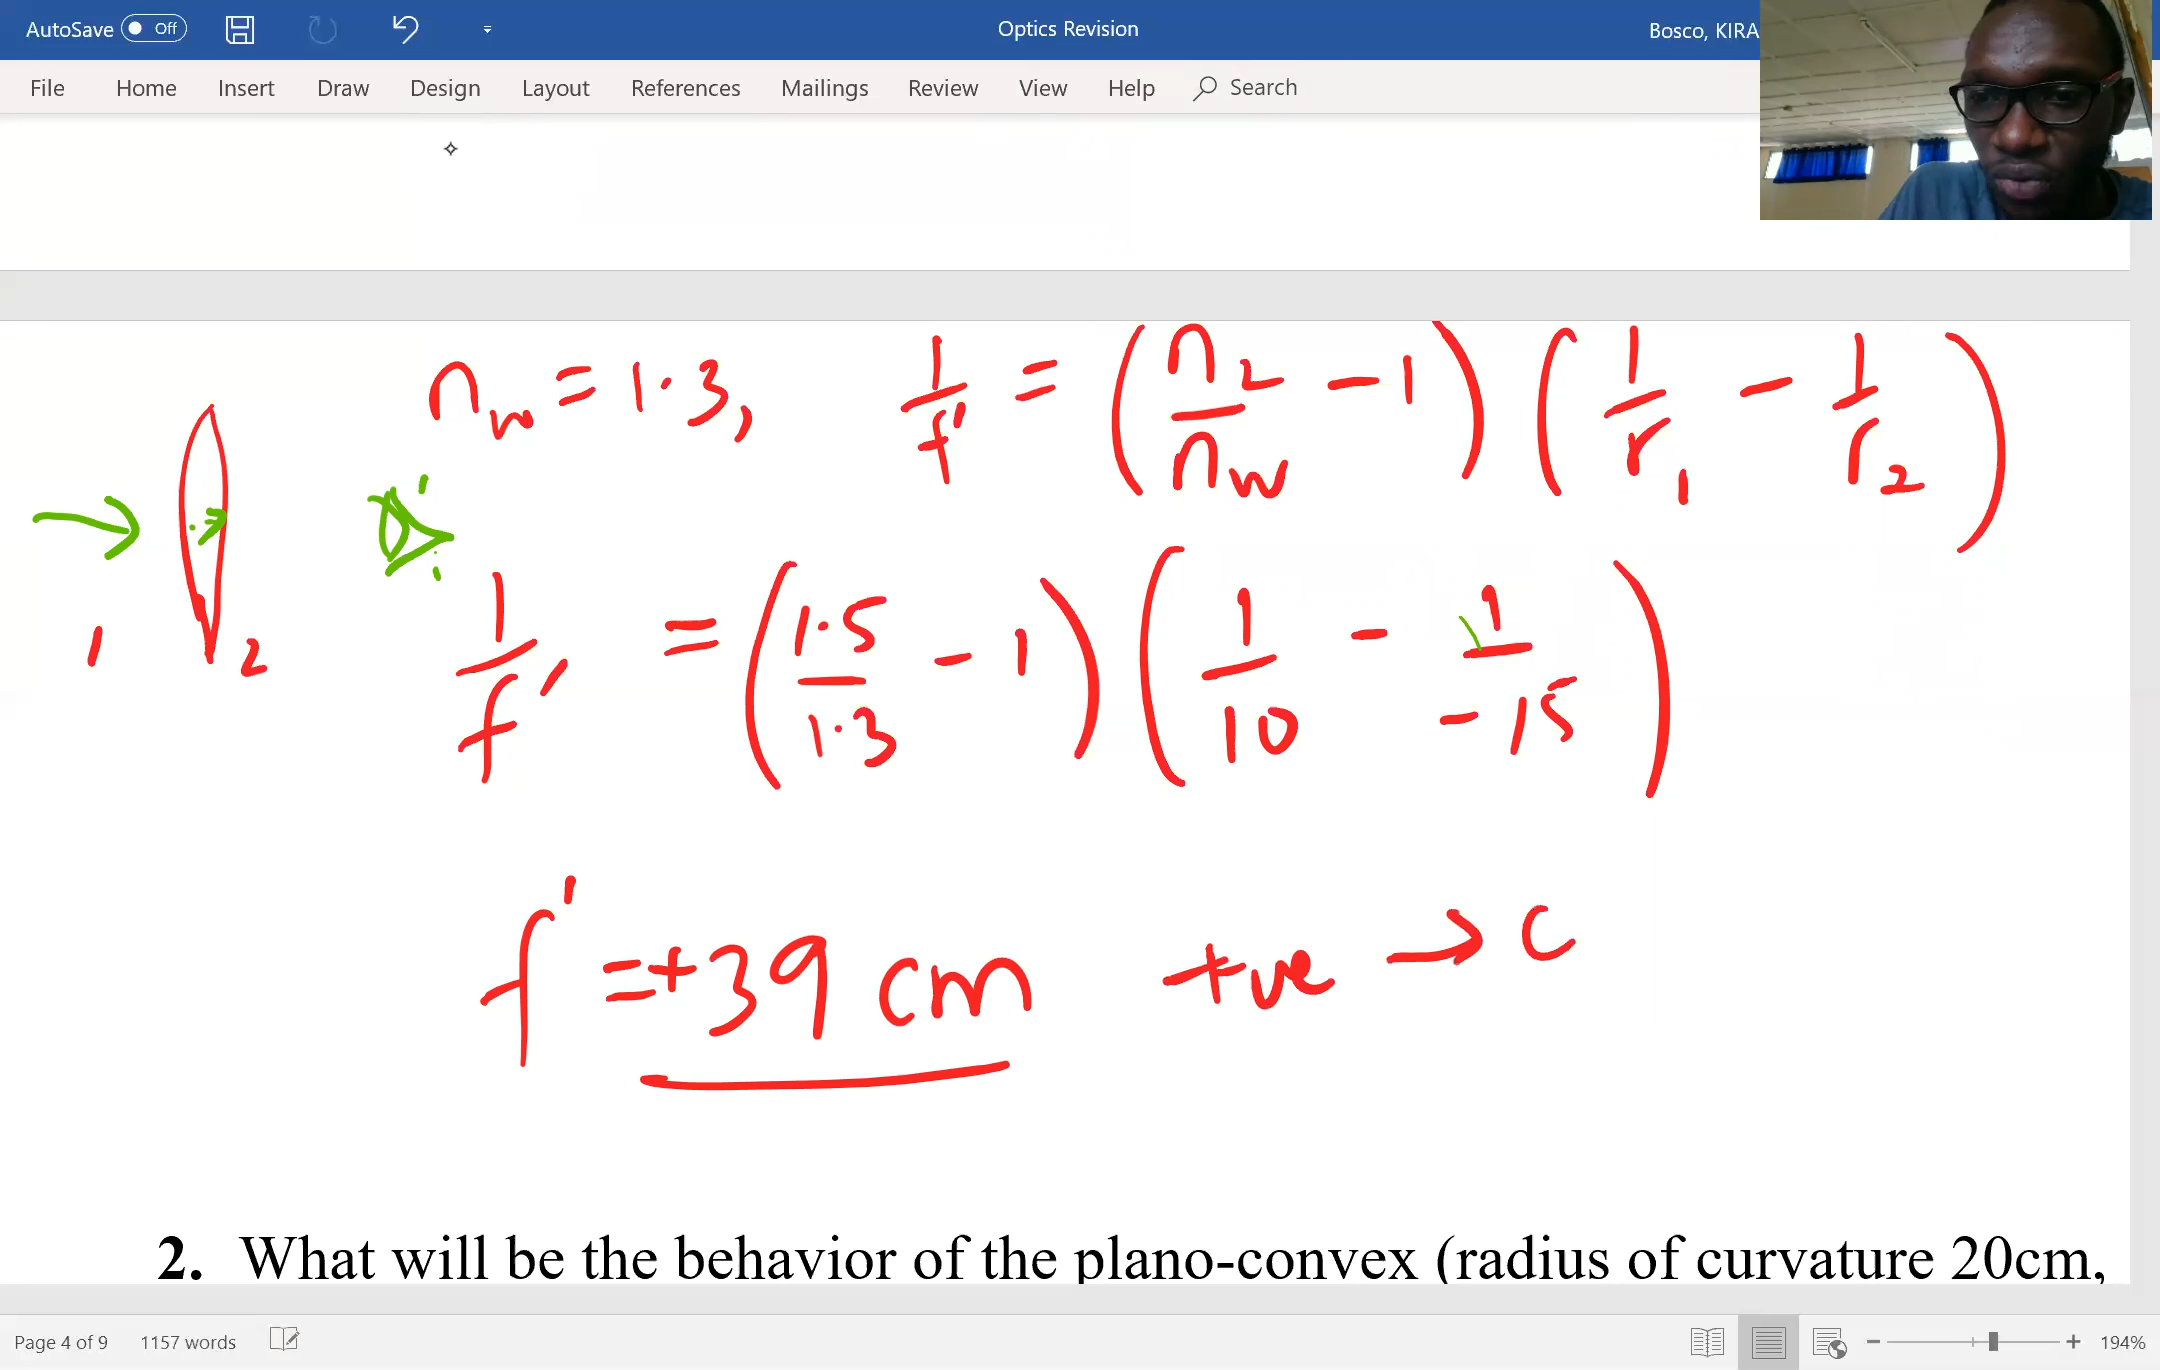 AutoSave Off Optics Revision Bosco, KIRA
File Home Insert Draw Design Layout References Mailings Review View Help Search
n_w = 1.3, 1/f' = (n_2/n_w - 1)(1/r_1 - 1/r_2)
1 2
1/f' = (1.5/1.3 - 1)(1/10 - 1/-15)
f' = +39 cm +ve → C
2. What will be the behavior of the plano-convex (radius of curvature 20cm,
Page 4 of 9 1157 words 194%